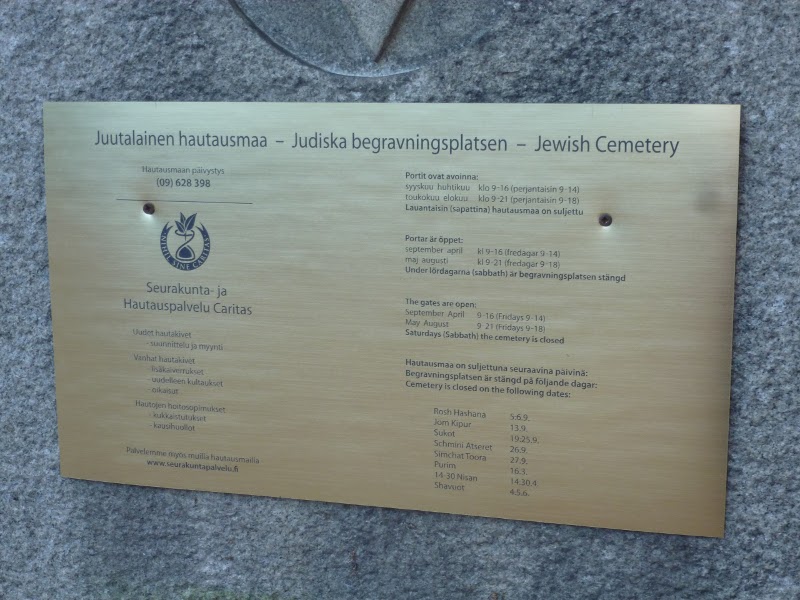 Juutalainen hautausmaa – Judiska begravningsplatsen – Jewish Cemetery
Hautausmaan päivystys
(09) 628 398
NIHIL SINE CARITAS
Seurakunta- ja
Hautauspalvelu Caritas
Uudet hautakivet
- suunnittelu ja myynti
Vanhat hautakivet
- lisäkaiverrukset
- uudelleen kultaukset
- oikaisut
Hautojen hoitosopimukset
- kukkaistutukset
- kausihuollot
Palvelemme myös muilla hautausmailla
www.seurakuntapalvelu.fi
Portit ovat avoinna:
syyskuu huhtikuu klo 9-16 (perjantaisin 9-14)
toukokuu elokuu klo 9-21 (perjantaisin 9-18)
Lauantaisin (sapattina) hautausmaa on suljettu
Portar är öppet:
september april kl 9-16 (fredagar 9-14)
maj augusti kl 9-21 (fredagar 9-18)
Under lördagarna (sabbath) är begravningsplatsen stängd
The gates are open:
September April 9-16 (Fridays 9-14)
May August 9 21 (Fridays 9-18)
Saturdays (Sabbath) the cemetery is closed
Hautausmaa on suljettuna seuraavina päivinä:
Begravningsplatsen är stängd på följande dagar:
Cemetery is closed on the following dates:
Rosh Hashana 5:6.9.
Jom Kipur 13.9.
Sukot 19:25.9.
Schmini Atseret 26.9.
Simchat Toora 27.9.
Purim 16.3.
14-30 Nisan 14:30.4.
Shavuot 4:5.6.